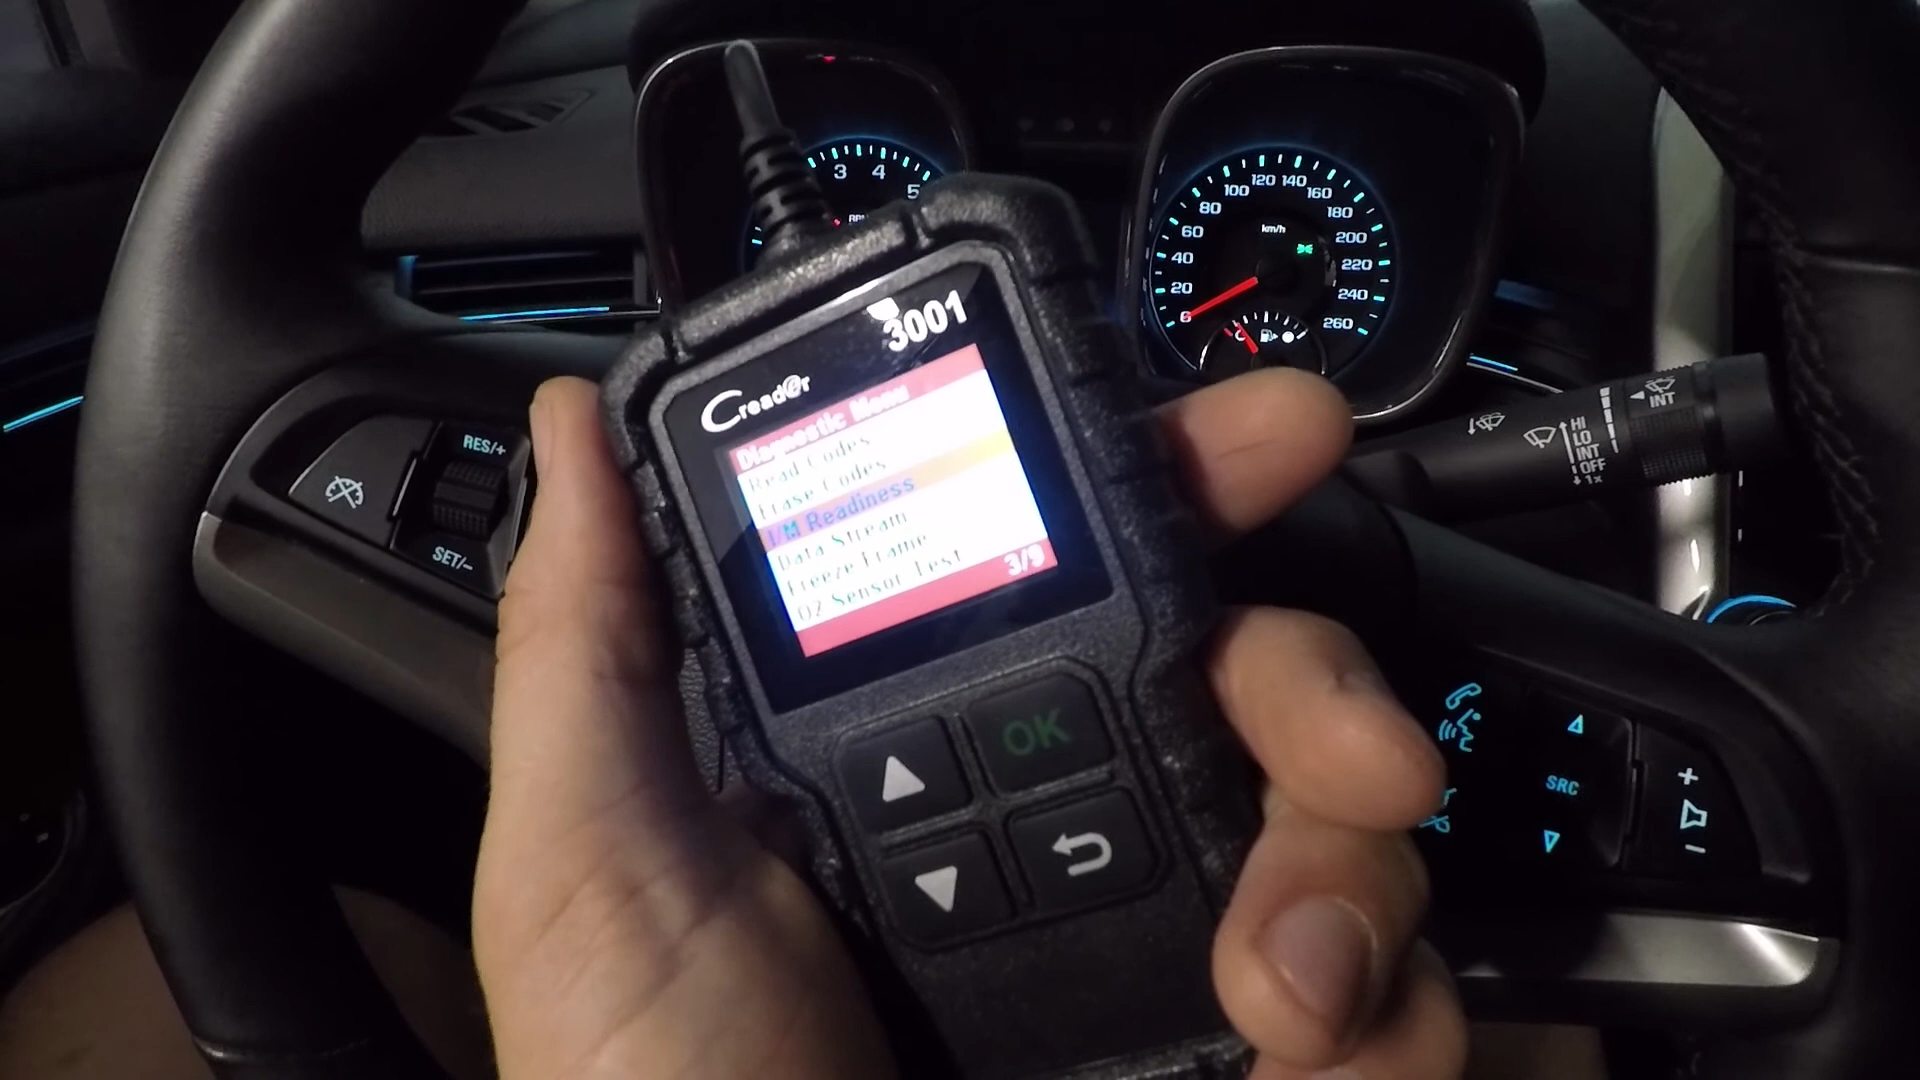 3
4
5
120
140
100
160
80
180
60
200
km/h
40
220
20
240
260
3001
Creader
Diagnostic Menu
Read Codes
Erase Codes
I/M Readiness
Data Stream
Freeze Frame
O2 Sensor Test
3/9
OK
RES/+
SET/-
INT
HI
LO
INT
OFF
1x
SRC
+
-